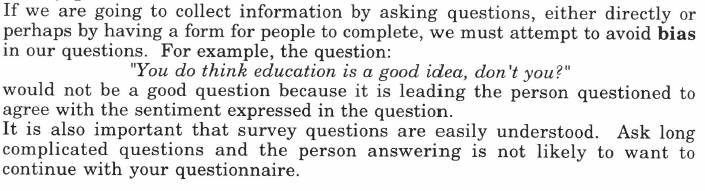 If we are going to collect information by asking questions, either directly or
perhaps by having a form for people to complete, we must attempt to avoid bias
in our questions. For example, the question:
"You do think education is a good idea, don't you?"
would not be a good question because it is leading the person questioned to
agree with the sentiment expressed in the question.
It is also important that survey questions are easily understood. Ask long
complicated questions and the person answering is not likely to want to
continue with your questionnaire.